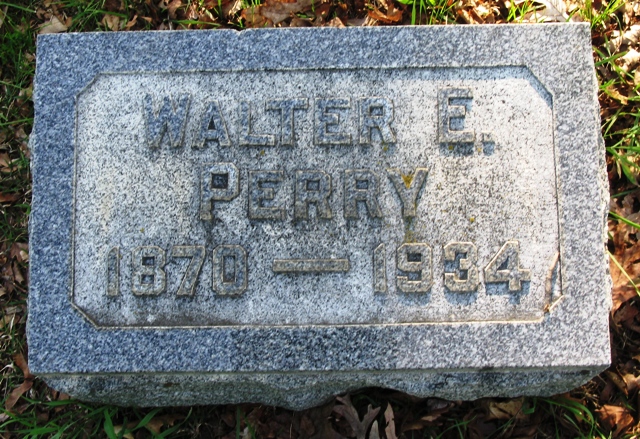 WALTER E.
PERRY
1870 — 1934